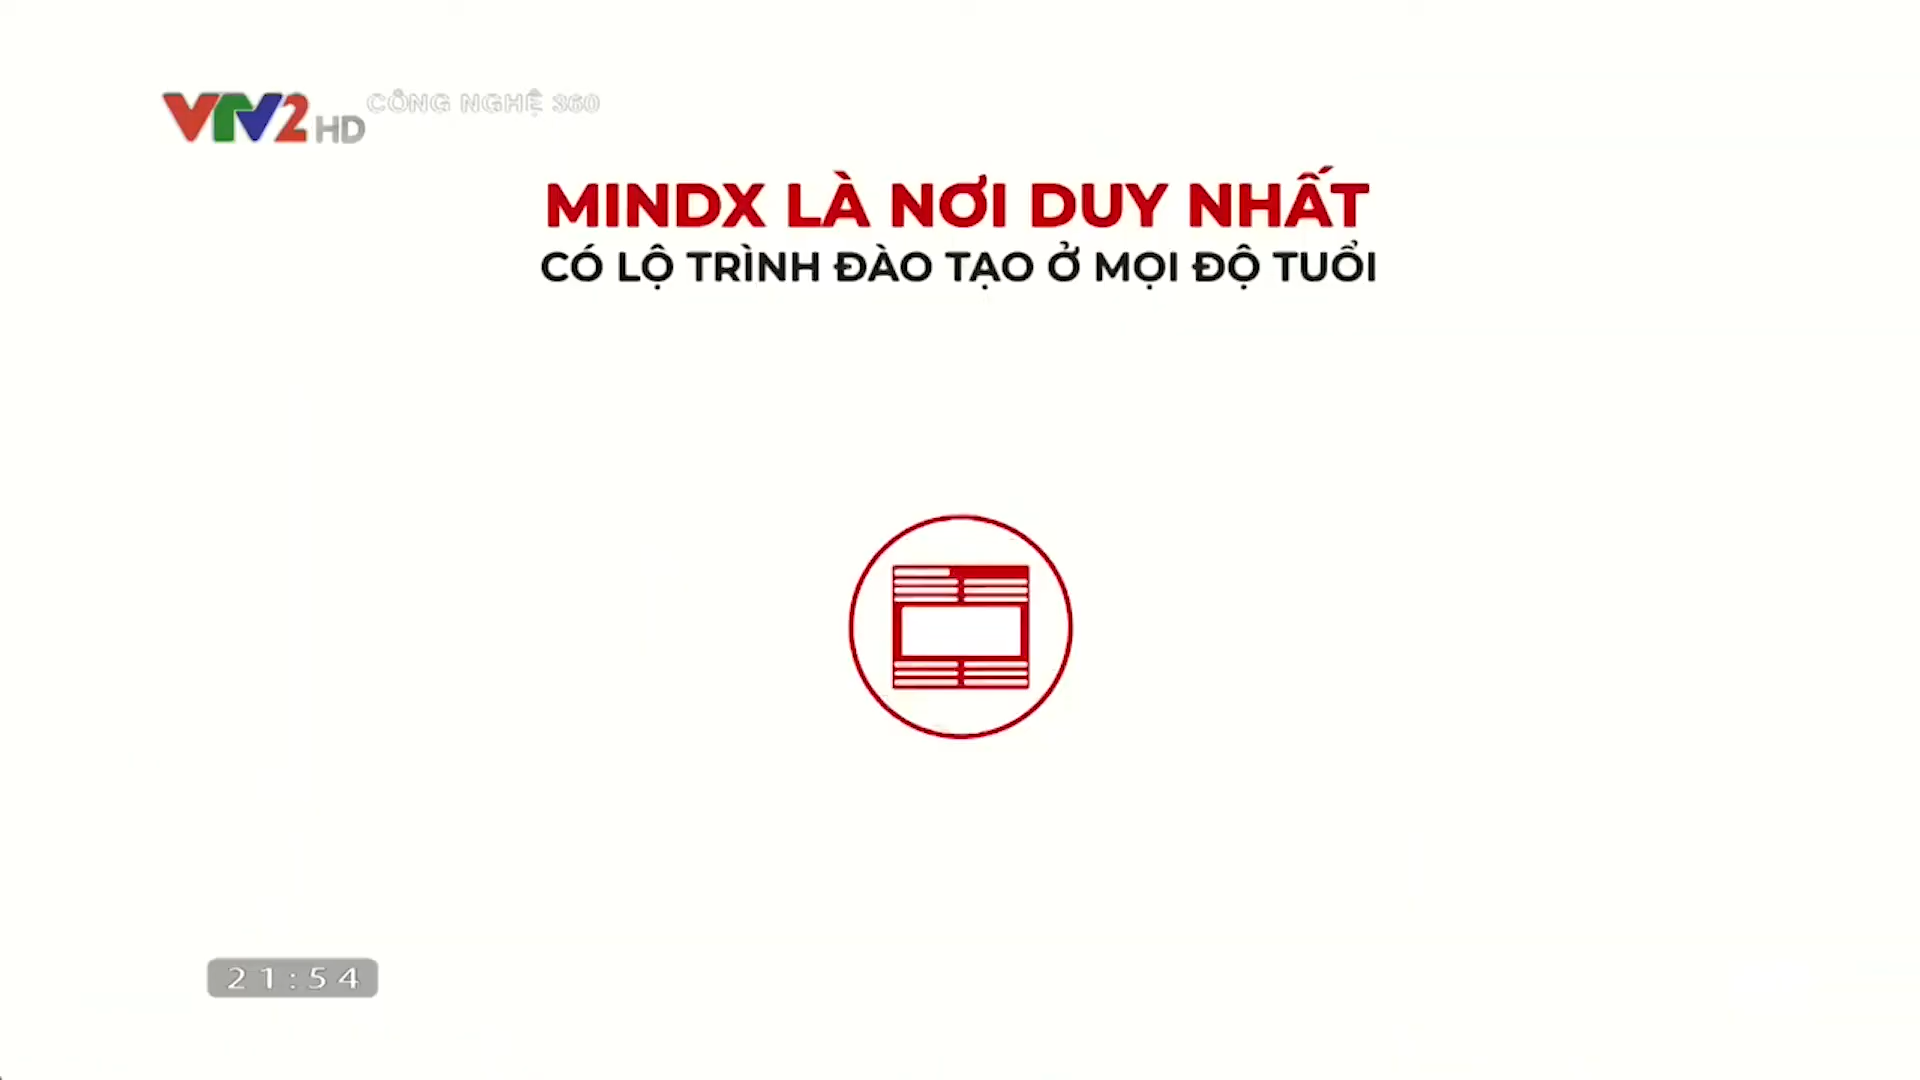 VTV2 HD CÔNG NGHỆ 360
MINDX LÀ NƠI DUY NHẤT
CÓ LỘ TRÌNH ĐÀO TẠO Ở MỌI ĐỘ TUỔI
21:54